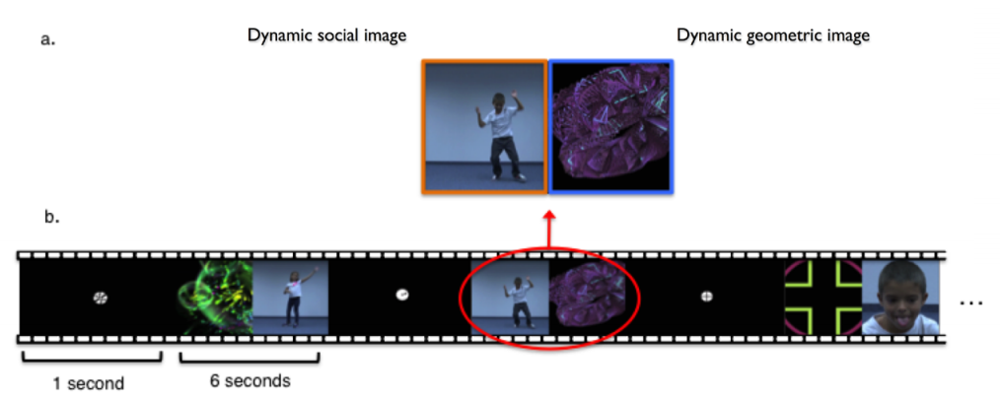 a.
Dynamic social image
Dynamic geometric image
b.
...
1 second
6 seconds